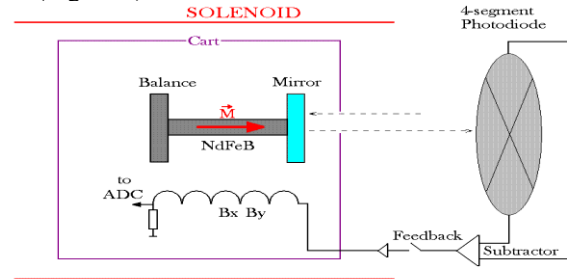 SOLENOID
4-segment
Photodiode
Cart
Balance
Mirror
M
NdFeB
to
ADC
Bx By
Feedback
Subtractor